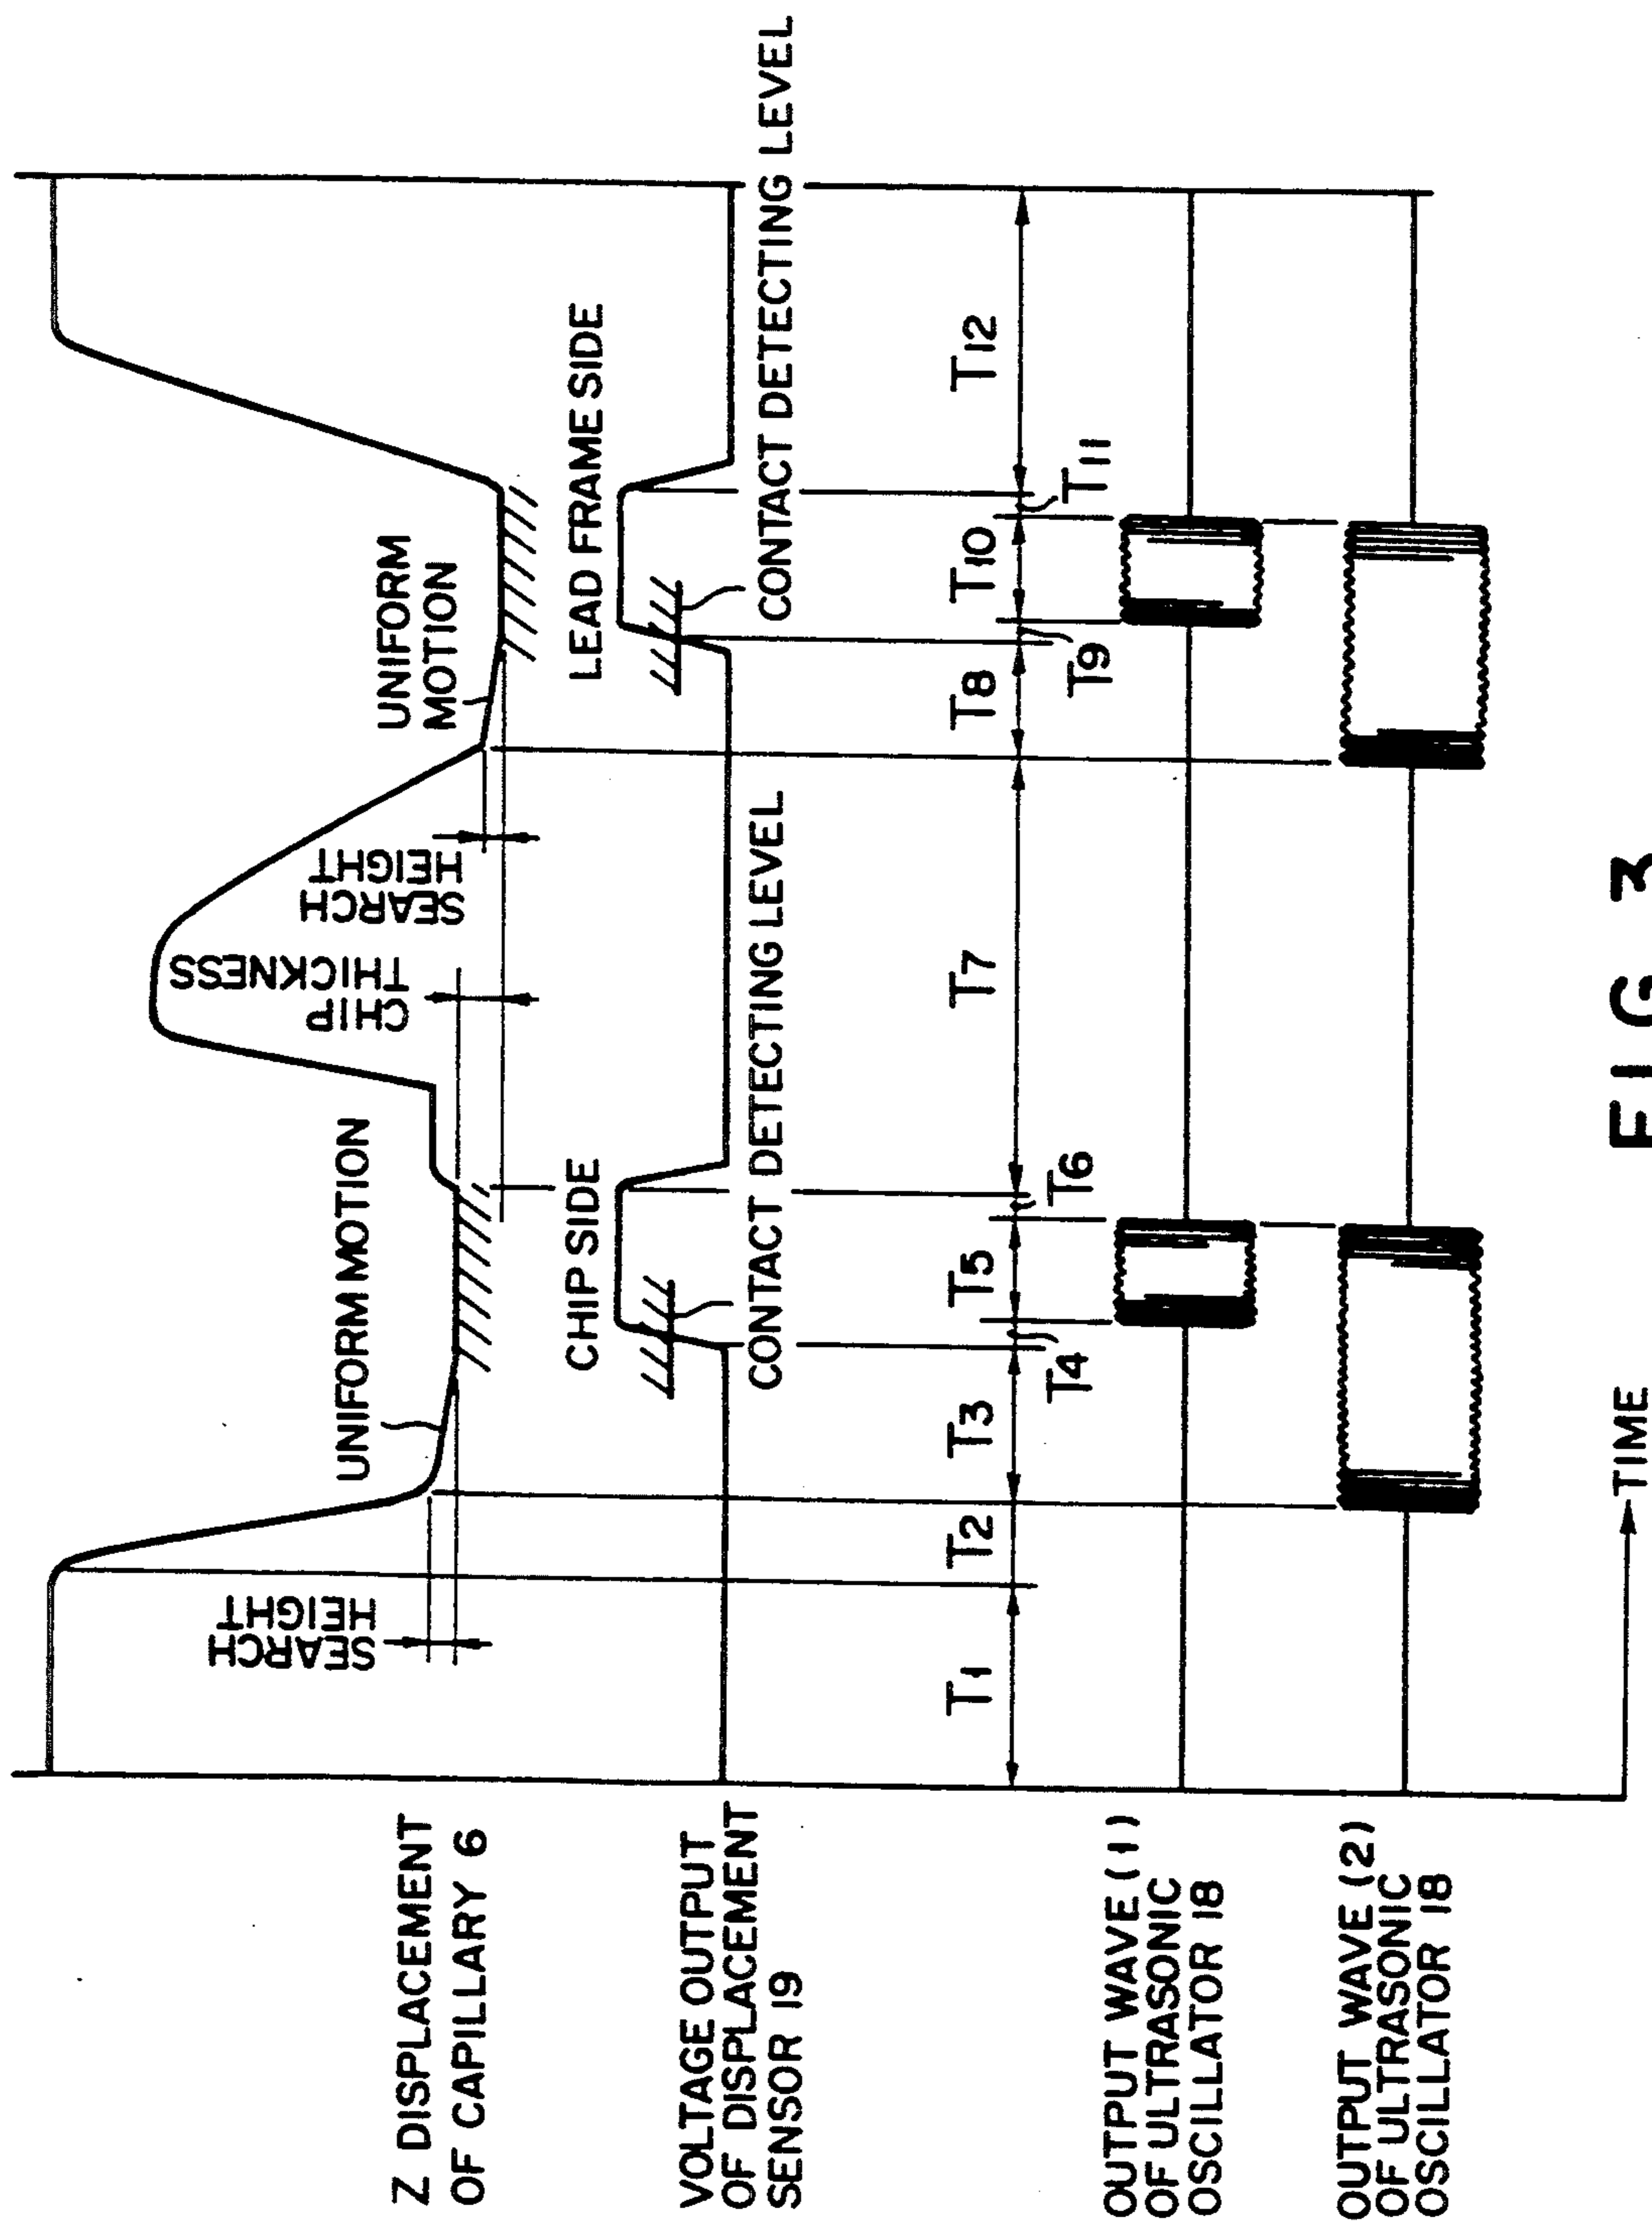 Z DISPLACEMENT
OF CAPILLARY 6
SEARCH
HEIGHT
UNIFORM MOTION
CHIP
THICKNESS
SEARCH
HEIGHT
UNIFORM
MOTION
CHIP SIDE
LEAD FRAME SIDE
VOLTAGE OUTPUT
OF DISPLACEMENT
SENSOR 19
CONTACT DETECTING LEVEL
CONTACT DETECTING LEVEL
T1
T2
T3
T4
T5
T6
T7
T8
T9
T10
T11
T12
OUTPUT WAVE (1)
OF ULTRASONIC
OSCILLATOR 18
OUTPUT WAVE (2)
OF ULTRASONIC
OSCILLATOR 18
TIME
FIG 3